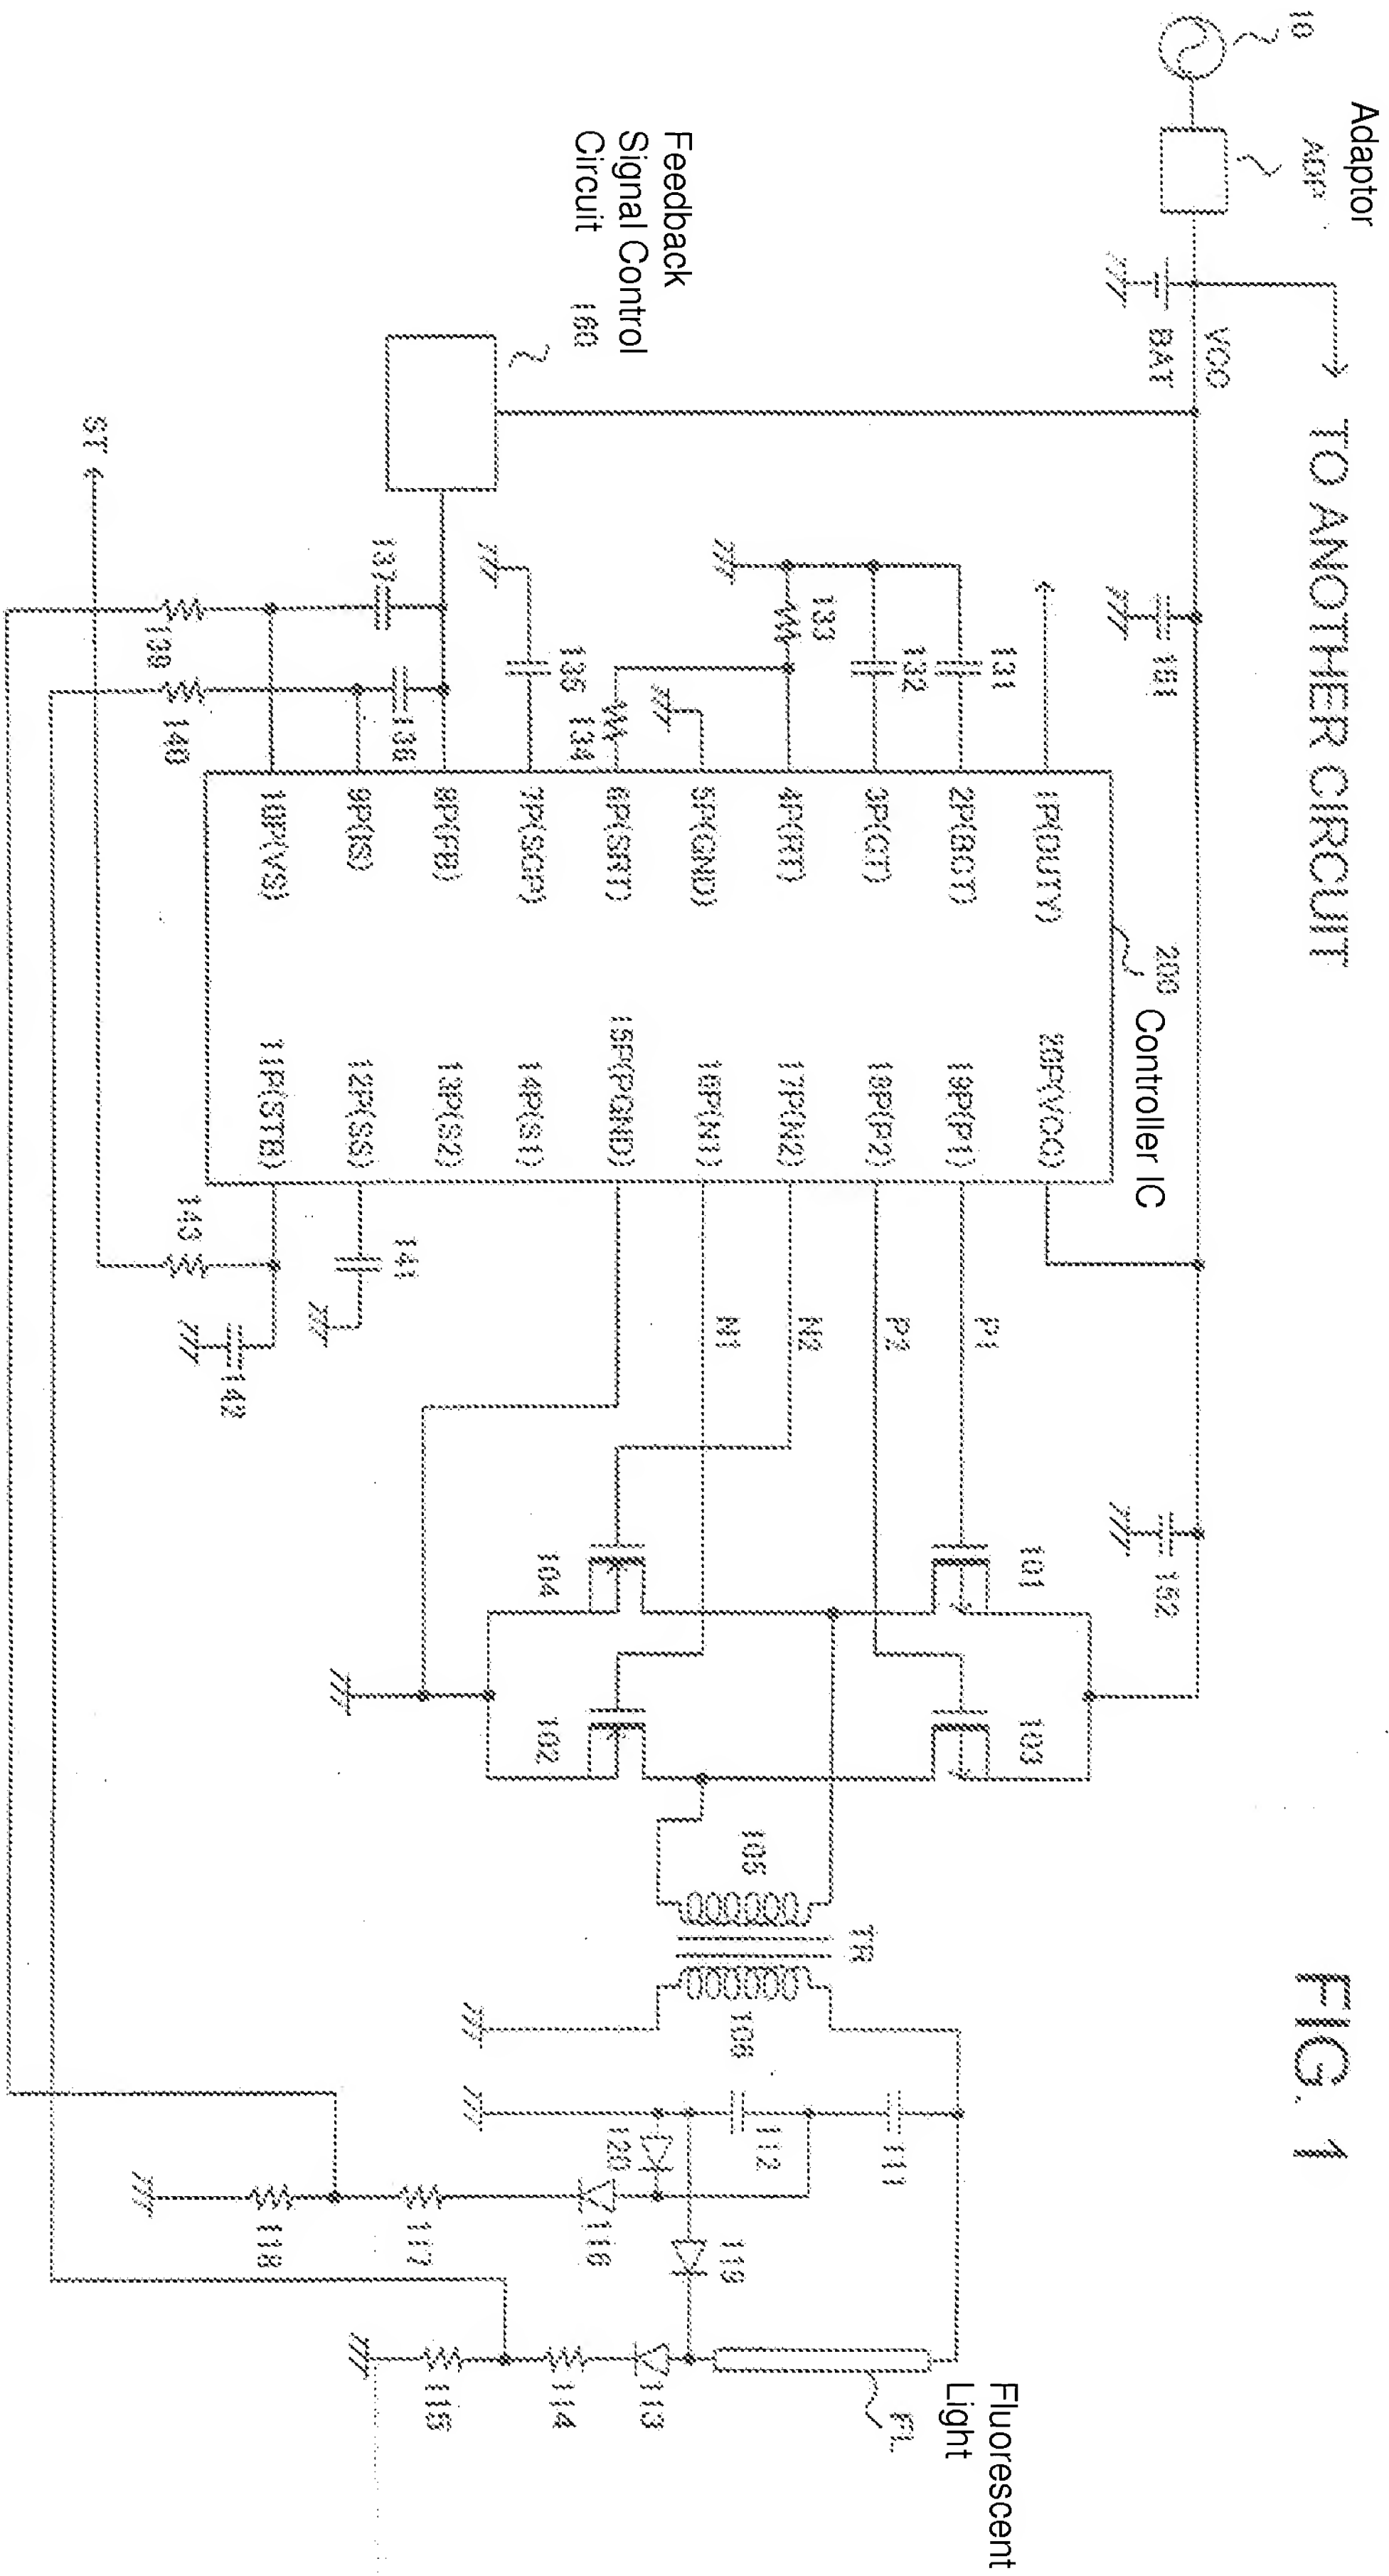 FIG. 1
Adaptor
10
ADP
TO ANOTHER CIRCUIT
VCC
BAT
151
152
Feedback
Signal Control
Circuit
160
200
Controller IC
1P(DUTY)
2P(BCT)
3P(CT)
4P(RT)
5P(GND)
6P(SRT)
7P(SCP)
8P(FB)
9P(IS)
10P(VS)
20P(VCC)
19P(P1)
18P(P2)
17P(N2)
16P(N1)
15P(PGND)
14P(S1)
13P(S2)
12P(SS)
11P(STB)
131
132
133
134
135
136
137
139
140
ST
141
142
143
P1
P2
N2
N1
101
103
104
102
105
TR
106
111
112
120
116
117
118
119
113
114
115
FL
Fluorescent
Light